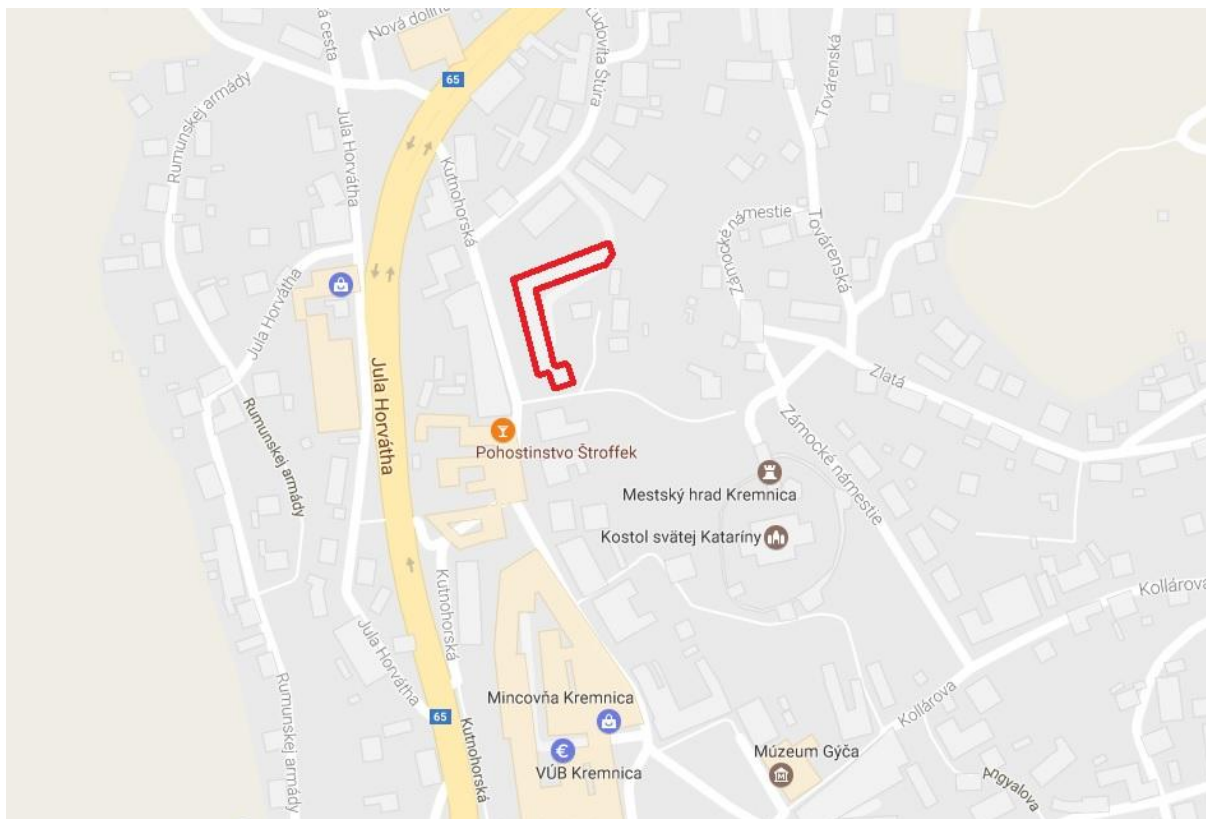 Nová dolin
á cesta
65
Ľudovíta Štúra
Továrenská
Rumunskej armády
Jula Horvátha
Kutnohorská
Zámocké námestie
Továrenská
Jula Horvátha
Jula Horvátha
Zlatá
Rumunskej armády
Pohostinstvo Štroffek
Mestský hrad Kremnica
Zámocké námestie
Kostol svätej Kataríny
Kutnohorská
Kollárova
Jula Horvátha
Rumunskej armády
Mincovňa Kremnica
Kollárova
65
Kutnohorská
€
VÚB Kremnica
Múzeum Gýča
Angyalova